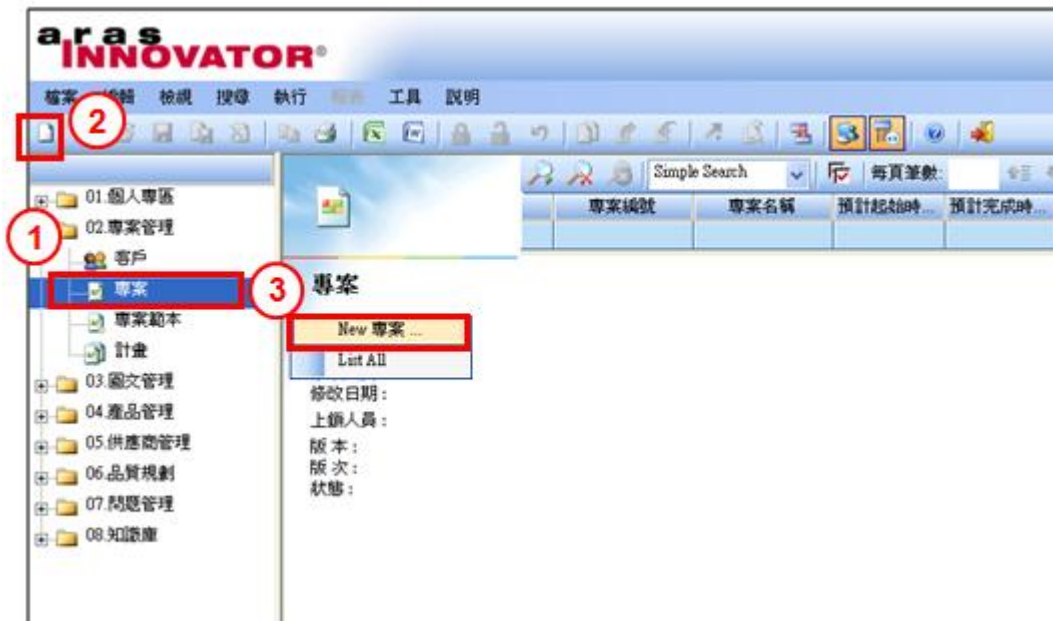 aras
INNOVATOR®
檔案 編輯 檢視 搜尋 執行 工具 說明
2
Simple Search 每頁筆數:
專案編號 專案名稱 預計起始時... 預計完成時...
01.個人專區
1
02.專案管理
客戶
專案
3
專案範本
計畫
03.圖文管理
04.產品管理
05.供應商管理
06.品質規劃
07.問題管理
08.知識庫
專案
New 專案 ...
List All
修改日期:
上鎖人員:
版本:
版次:
狀態: